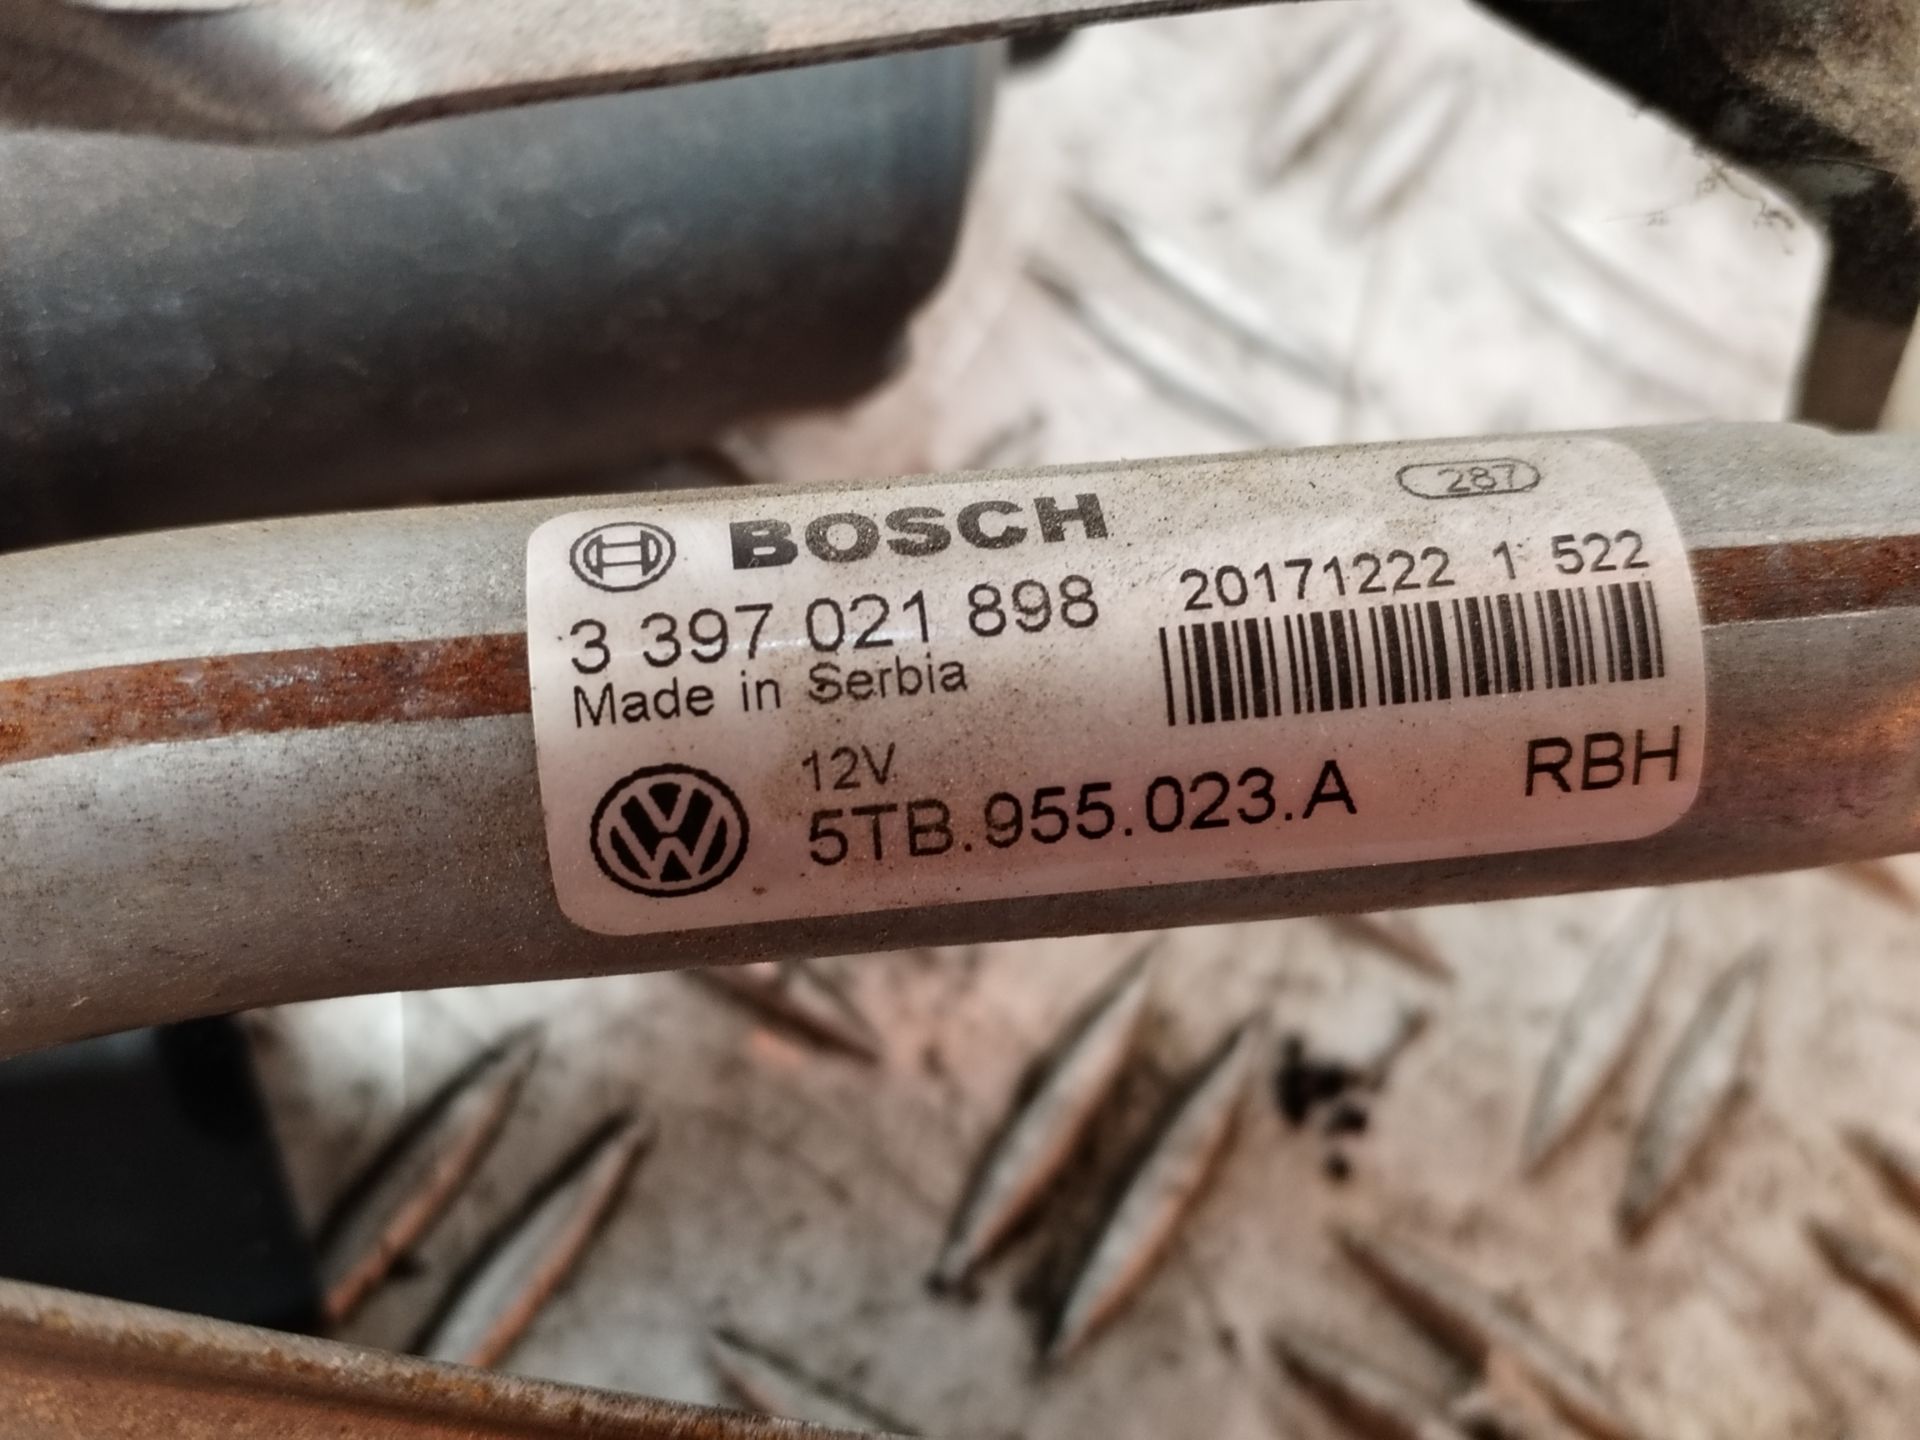 BOSCH
287
3 397 021 898
20171222 1 522
Made in Serbia
12V
5TB.955.023.A
RBH